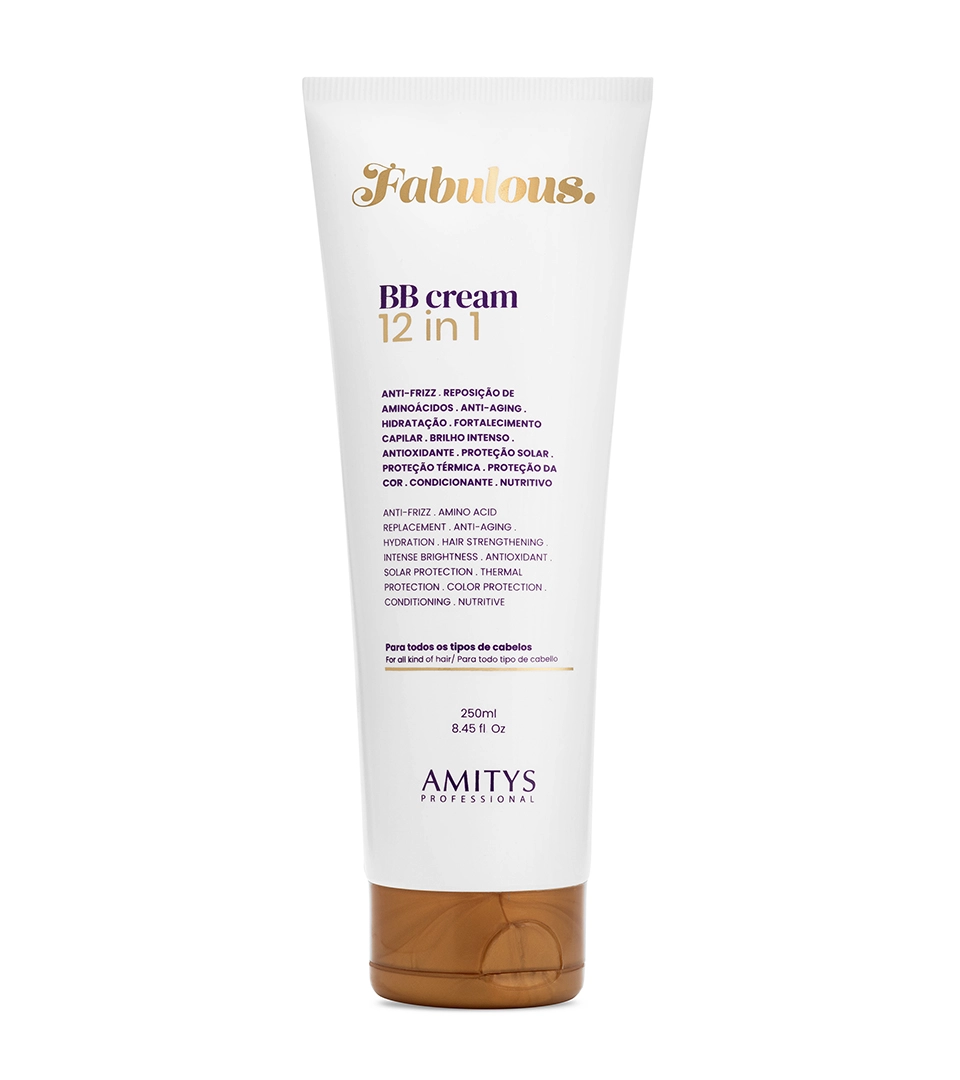 Fabulous.
BB cream
12 in 1
ANTI-FRIZZ . REPOSIÇÃO DE
AMINOÁCIDOS . ANTI-AGING .
HIDRATAÇÃO . FORTALECIMENTO
CAPILAR . BRILHO INTENSO .
ANTIOXIDANTE . PROTEÇÃO SOLAR .
PROTEÇÃO TÉRMICA . PROTEÇÃO DA
COR . CONDICIONANTE . NUTRITIVO
ANTI-FRIZZ . AMINO ACID
REPLACEMENT . ANTI-AGING .
HYDRATION . HAIR STRENGTHENING .
INTENSE BRIGHTNESS . ANTIOXIDANT .
SOLAR PROTECTION . THERMAL
PROTECTION . COLOR PROTECTION .
CONDITIONING . NUTRITIVE
Para todos os tipos de cabelos
For all kind of hair/ Para todo tipo de cabello
250ml
8.45 fl Oz
AMITYS
PROFESSIONAL